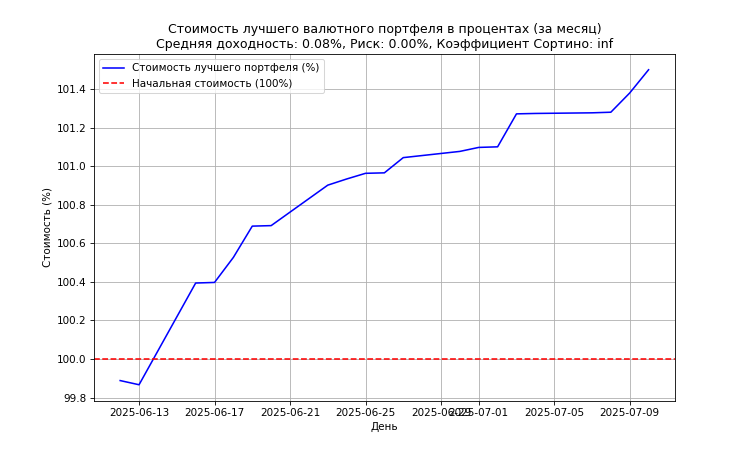 Стоимость лучшего валютного портфеля в процентах (за месяц)
Средняя доходность: 0.08%, Риск: 0.00%, Коэффициент Сортино: inf
Стоимость лучшего портфеля (%)
Начальная стоимость (100%)
Стоимость (%)
101.4
101.2
101.0
100.8
100.6
100.4
100.2
100.0
99.8
2025-06-13
2025-06-17
2025-06-21
2025-06-25
2025-06-29
2025-07-01
2025-07-05
2025-07-09
День